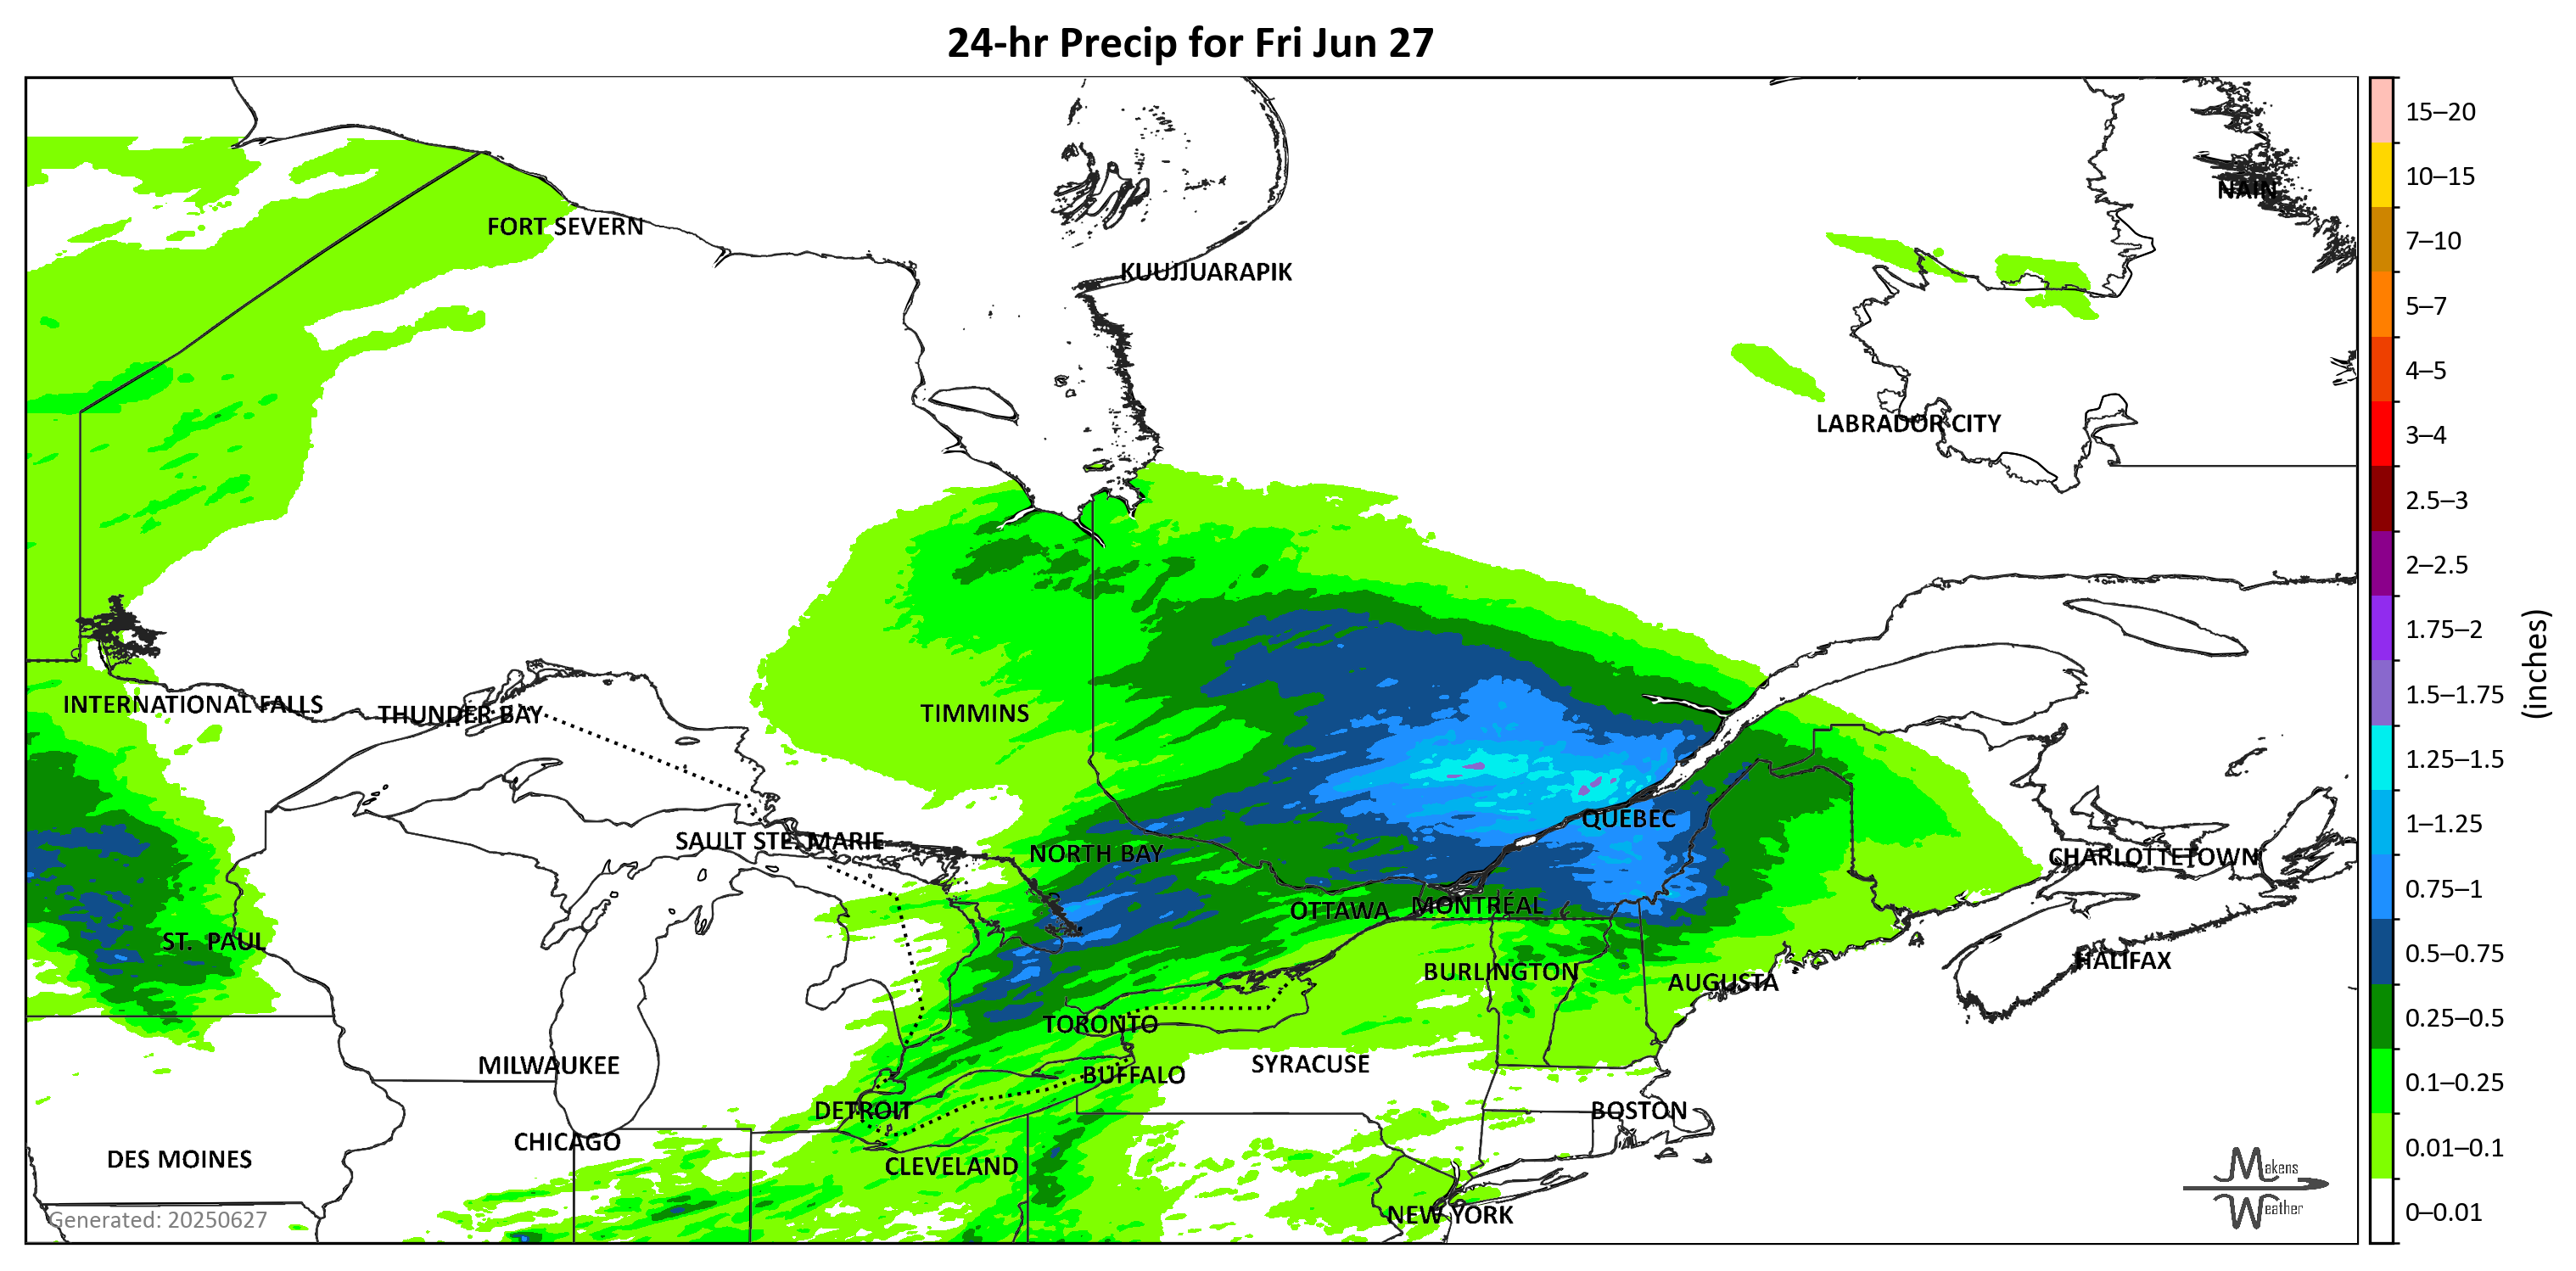 24-hr Precip for Fri Jun 27
15–20
10–15
NAIN
FORT SEVERN
7–10
KUUJJUARAPIK
5–7
4–5
LABRADOR CITY
3–4
2.5–3
2–2.5
1.75–2
(inches)
1.5–1.75
INTERNATIONAL FALLS
THUNDER BAY
TIMMINS
1.25–1.5
QUEBEC
1–1.25
SAULT STE. MARIE
NORTH BAY
CHARLOTTETOWN
0.75–1
OTTAWA
MONTRÉAL
ST. PAUL
0.5–0.75
HALIFAX
BURLINGTON
AUGUSTA
0.25–0.5
TORONTO
MILWAUKEE
SYRACUSE
BUFFALO
0.1–0.25
DETROIT
BOSTON
CHICAGO
0.01–0.1
DES MOINES
CLEVELAND
Makens
Weather
NEW YORK
0–0.01
Generated: 20250627